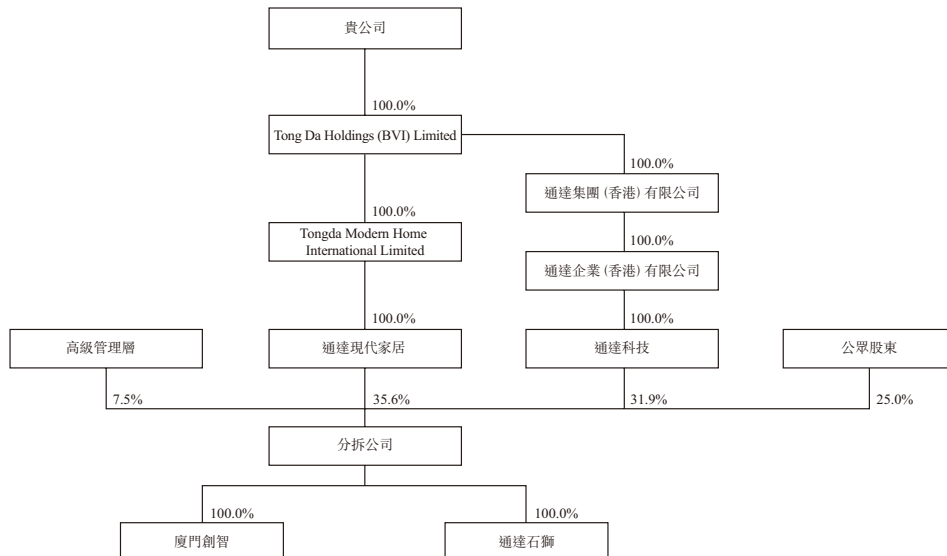 貴公司
100.0%
Tong Da Holdings (BVI) Limited
100.0%
通達集團 (香港) 有限公司
100.0%
Tongda Modern Home
International Limited
100.0%
通達企業 (香港) 有限公司
100.0%
100.0%
高級管理層
通達現代家居
通達科技
公眾股東
7.5%
35.6%
31.9%
25.0%
分拆公司
100.0%
100.0%
廈門創智
通達石獅